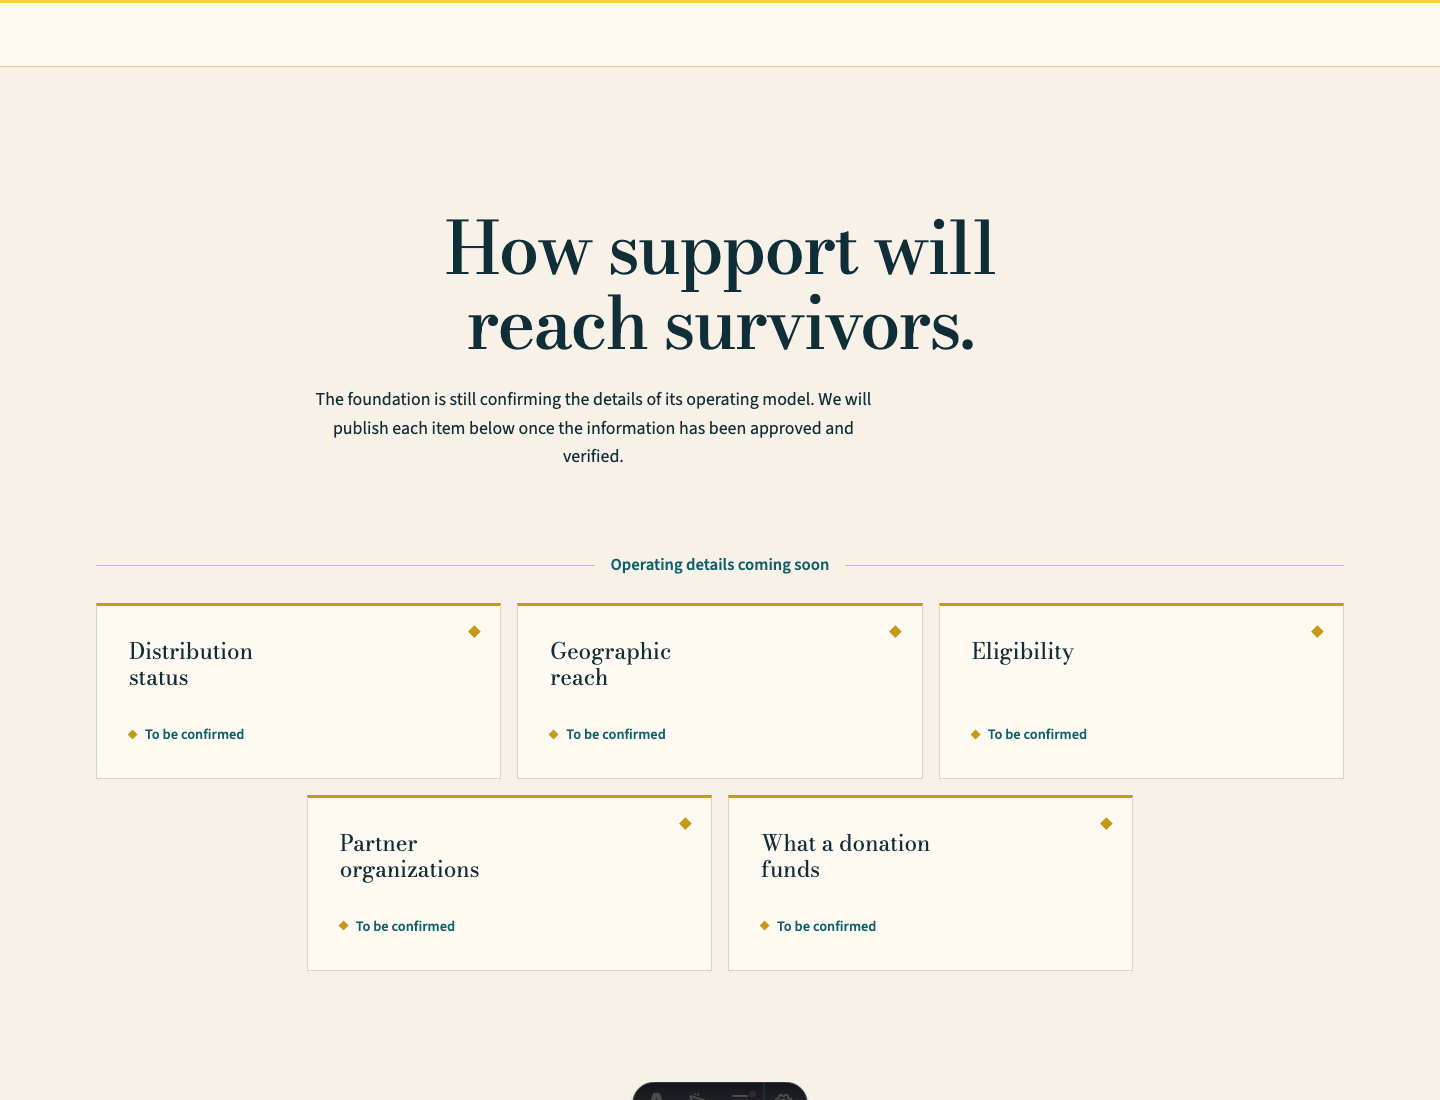 How support will
reach survivors.
The foundation is still confirming the details of its operating model. We will
publish each item below once the information has been approved and
verified.
Operating details coming soon
Distribution
status
To be confirmed
Geographic
reach
To be confirmed
Eligibility
To be confirmed
Partner
organizations
To be confirmed
What a donation
funds
To be confirmed